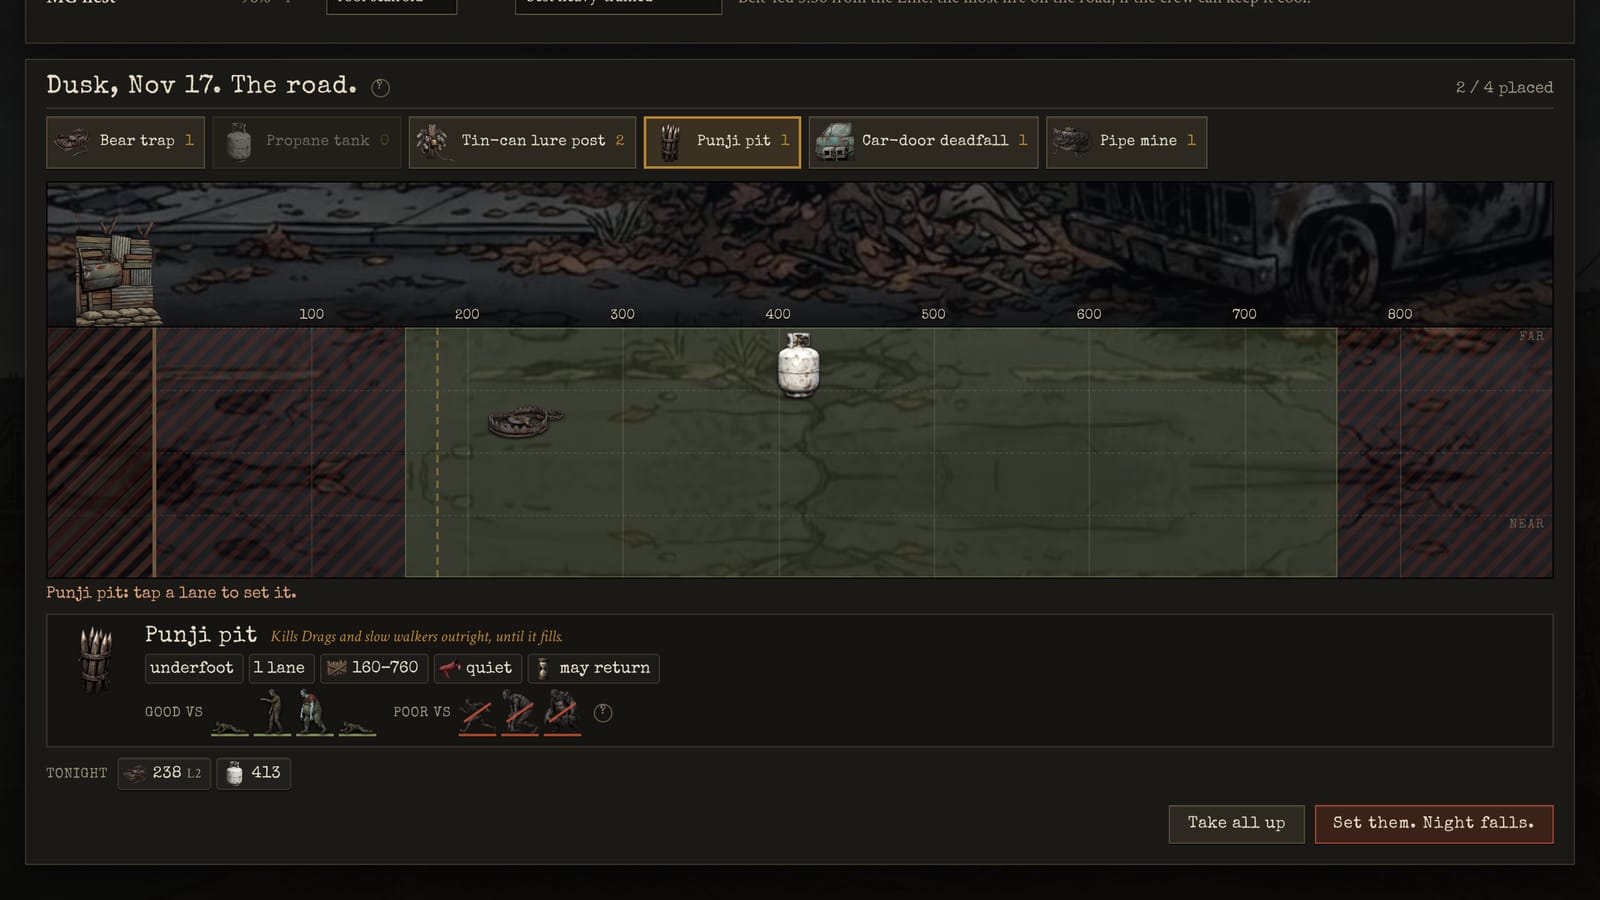 Dusk, Nov 17. The road. ?
2 / 4 placed
Bear trap 1
Propane tank 0
Tin-can lure post 2
Punji pit 1
Car-door deadfall 1
Pipe mine 1
100 200 300 400 500 600 700 800
FAR
NEAR
Punji pit: tap a lane to set it.
Punji pit Kills Drags and slow walkers outright, until it fills.
underfoot 1 lane 160-760 quiet may return
GOOD VS POOR VS ?
TONIGHT 238 L2 413
Take all up Set them. Night falls.